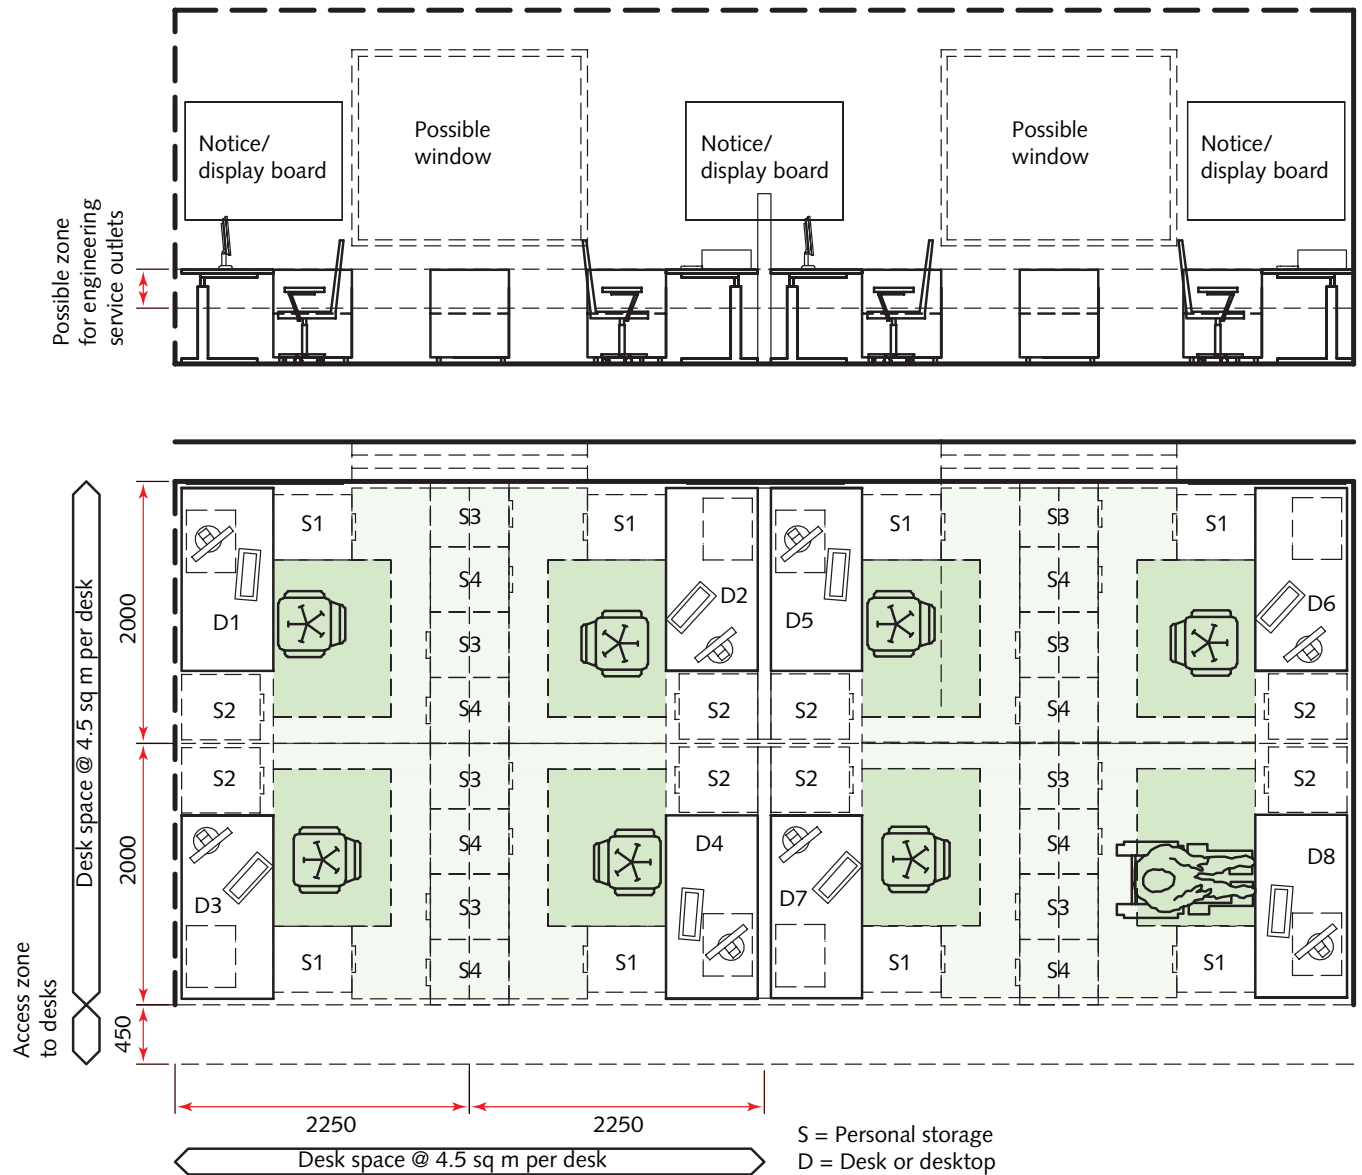 Notice/
display board
Possible
window
Notice/
display board
Possible
window
Notice/
display board
Possible zone
for engineering
service outlets
S1
S3
S1
S1
S3
S1
S4
S4
D1
D2
D5
D6
S3
S3
S2
S4
S2
S2
S4
S2
S2
S3
S2
S2
S3
S2
S4
S4
D3
D4
D7
D8
S3
S3
S1
S4
S1
S1
S4
S1
Desk space @ 4.5 sq m per desk
2000
2000
Access zone
to desks
450
2250
2250
Desk space @ 4.5 sq m per desk
S = Personal storage
D = Desk or desktop